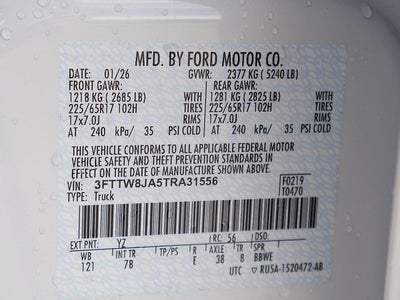 MFD. BY FORD MOTOR CO.
DATE: 01/26 GVWR: 2377 KG ( 5240 LB)
FRONT GAWR: REAR GAWR:
1218 KG ( 2685 LB) WITH 1281 KG ( 2825 LB) WITH
225/65R17 102H TIRES 225/65R17 102H TIRES
17x7.0J RIMS 17x7.0J RIMS
AT 240 kPa/ 35 PSI COLD AT 240 kPa/ 35 PSI COLD
THIS VEHICLE CONFORMS TO ALL APPLICABLE FEDERAL MOTOR
VEHICLE SAFETY AND THEFT PREVENTION STANDARDS IN
EFFECT ON THE DATE OF MANUFACTURE SHOWN ABOVE.
VIN: 3FTTW8JA5TRA31556 F0219
TYPE: Truck T0470
EXT PNT: YZ RC: 56 DSO:
WB INT TR TP/PS R AXLE TR SPR
121 7B E 38 8 BBWE
UTC RU5A-1520472-AB